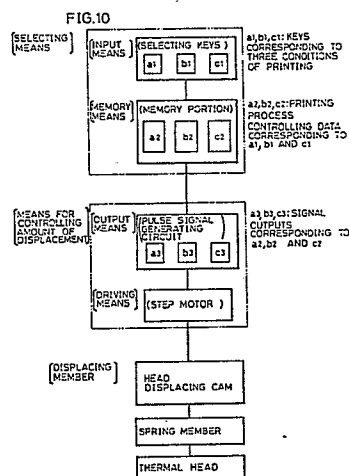 FIG.10
[SELECTING MEANS]
[INPUT MEANS]
(SELECTING KEYS)
a1 b1 c1
a1,b1,c1: KEYS
CORRESPONDING TO
THREE CONDITIONS
OF PRINTING
[MEMORY MEANS]
(MEMORY PORTION)
a2 b2 c2
a2,b2,c2:PRINTING
PROCESS
CONTROLLING DATA
CORRESPONDING TO
a1, b1 AND c1
[MEANS FOR CONTROLLING AMOUNT OF DISPLACEMENT]
[OUTPUT MEANS]
(PULSE SIGNAL GENERATING CIRCUIT)
a3 b3 c3
a3,b3,c3:SIGNAL
OUTPUTS
CORRESPONDING TO
a2,b2 AND c2
[DRIVING MEANS]
(STEP MOTOR)
[DISPLACING MEMBER]
HEAD
DISPLACING CAM
SPRING MEMBER
THERMAL HEAD